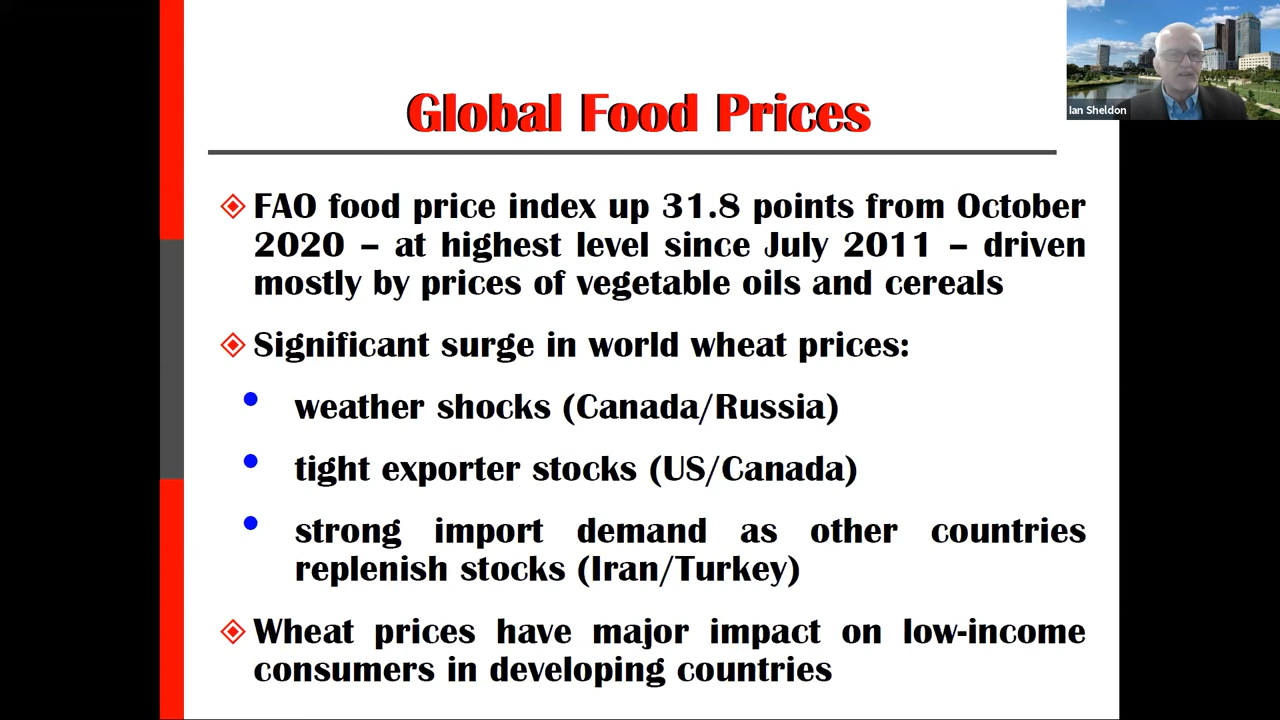 Global Food Prices
Ian Sheldon
FAO food price index up 31.8 points from October
2020 – at highest level since July 2011 – driven
mostly by prices of vegetable oils and cereals
Significant surge in world wheat prices:
weather shocks (Canada/Russia)
tight exporter stocks (US/Canada)
strong import demand as other countries
replenish stocks (Iran/Turkey)
Wheat prices have major impact on low-income
consumers in developing countries